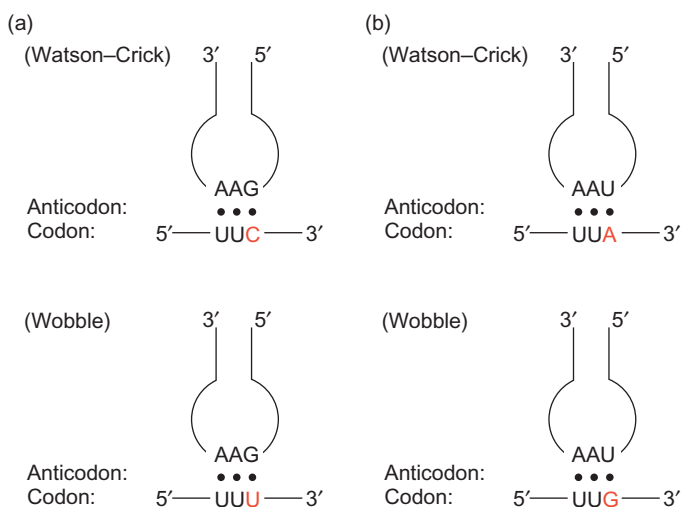 (a)
(Watson–Crick) 3′ 5′
AAG
Anticodon:
Codon: 5′ UUC 3′
(Wobble) 3′ 5′
AAG
Anticodon:
Codon: 5′ UUU 3′
(b)
(Watson–Crick) 3′ 5′
AAU
Anticodon:
Codon: 5′ UUA 3′
(Wobble) 3′ 5′
AAU
Anticodon:
Codon: 5′ UUG 3′